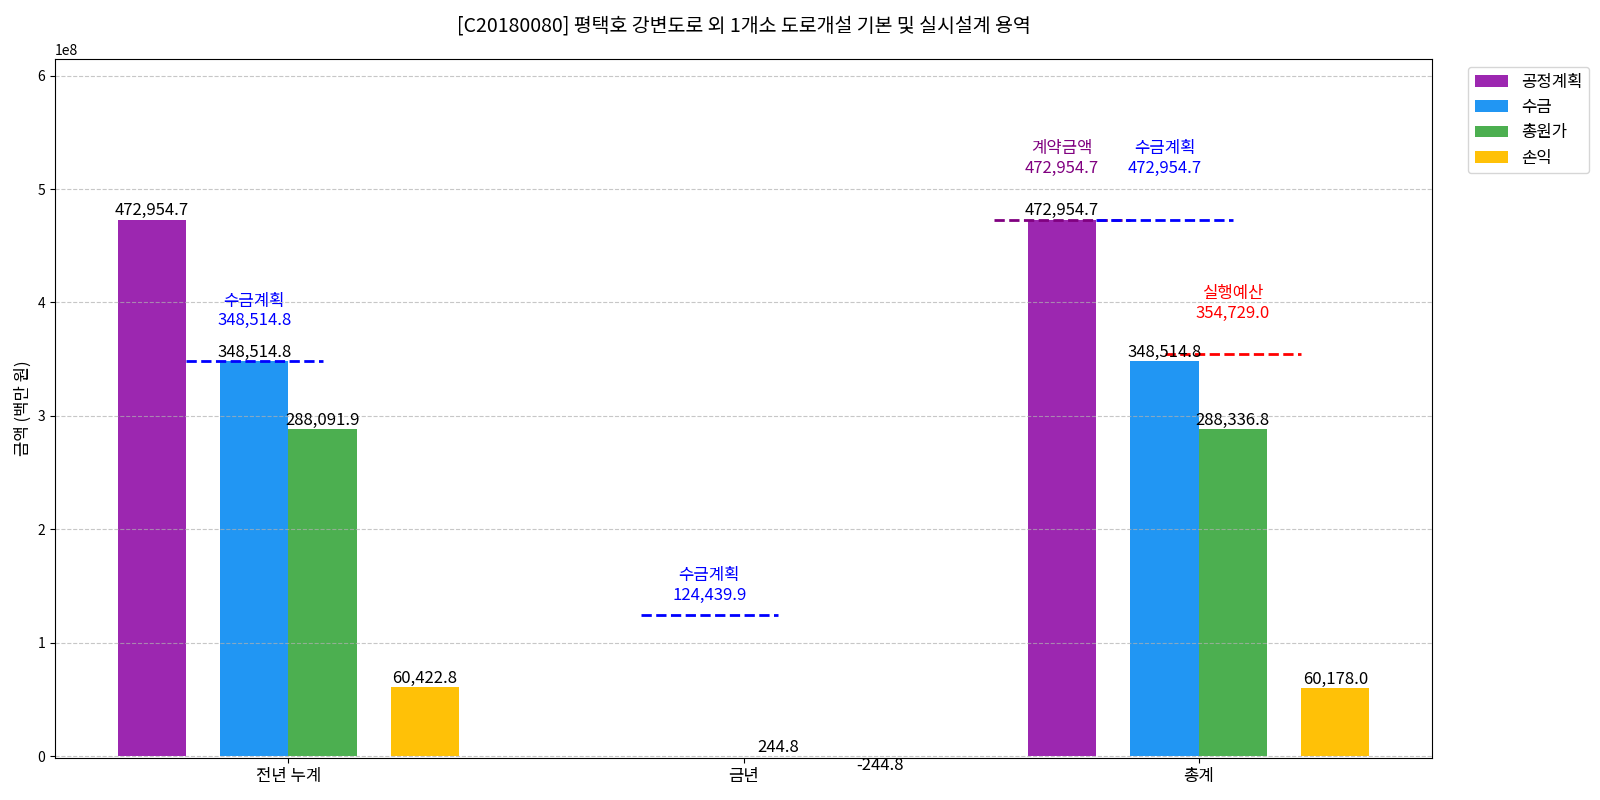 [C20180080] 평택호 강변도로 외 1개소 도로개설 기본 및 실시설계 용역
1e8
6
5
4
3
2
1
0
금액 (백만 원)
472,954.7
수금계획
348,514.8
348,514.8
288,091.9
60,422.8
수금계획
124,439.9
244.8
-244.8
계약금액
472,954.7
수금계획
472,954.7
472,954.7
실행예산
354,729.0
348,514.8
288,336.8
60,178.0
전년 누계
금년
총계
공정계획
수금
총원가
손익